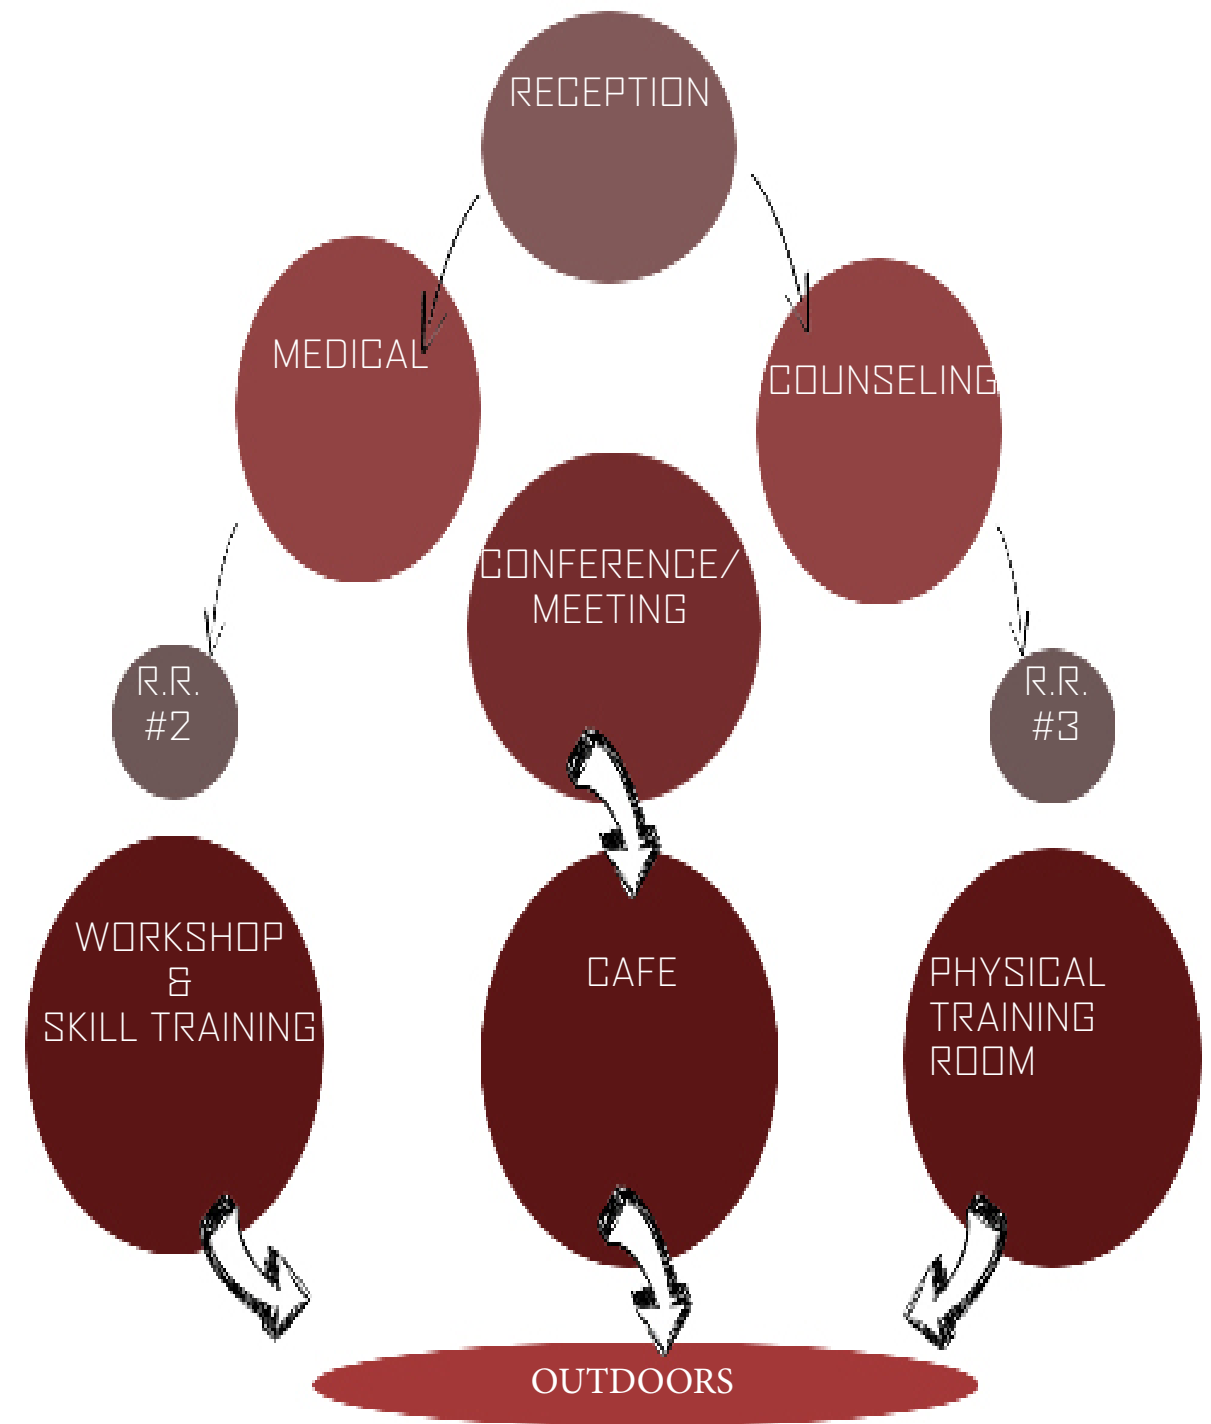 RECEPTION
MEDICAL
COUNSELING
CONFERENCE/
MEETING
R.R.
#2
R.R.
#3
WORKSHOP
&
SKILL TRAINING
CAFE
PHYSICAL
TRAINING
ROOM
OUTDOORS